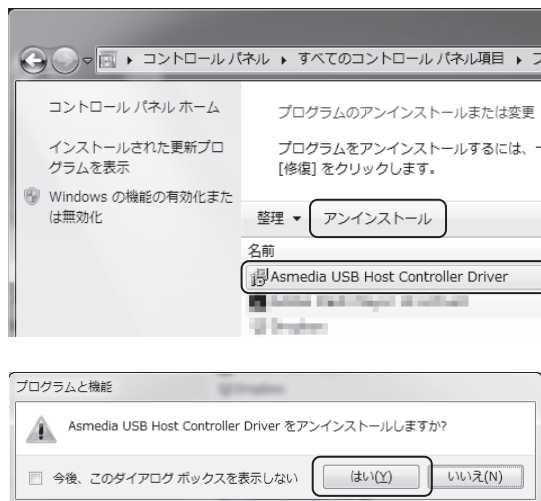 コントロール パネル ▸ すべてのコントロール パネル項目 ▸
コントロール パネル ホーム
インストールされた更新プロ
グラムを表示
Windows の機能の有効化また
は無効化
プログラムのアンインストールまたは変更
プログラムをアンインストールするには、
[修復] をクリックします。
整理 ▼ アンインストール
名前
Asmedia USB Host Controller Driver
プログラムと機能
Asmedia USB Host Controller Driver をアンインストールしますか?
今後、このダイアログ ボックスを表示しない はい(Y) いいえ(N)